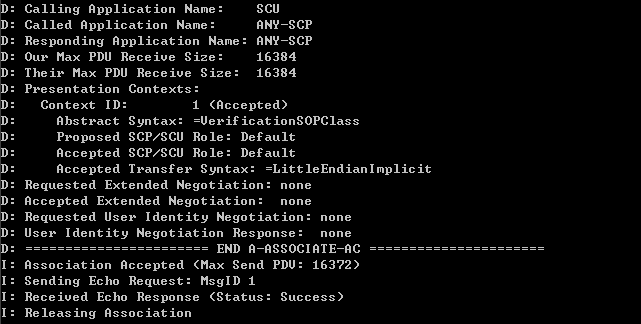 D: Calling Application Name:    SCU
D: Called Application Name:     ANY-SCP
D: Responding Application Name: ANY-SCP
D: Our Max PDU Receive Size:    16384
D: Their Max PDU Receive Size:  16384
D: Presentation Contexts:
D:   Context ID:        1 (Accepted)
D:     Abstract Syntax: =VerificationSOPClass
D:     Proposed SCP/SCU Role: Default
D:     Accepted SCP/SCU Role: Default
D:     Accepted Transfer Syntax: =LittleEndianImplicit
D: Requested Extended Negotiation: none
D: Accepted Extended Negotiation:  none
D: Requested User Identity Negotiation: none
D: User Identity Negotiation Response:  none
D: ======================= END A-ASSOCIATE-AC ======================
I: Association Accepted (Max Send PDV: 16372)
I: Sending Echo Request: MsgID 1
I: Received Echo Response (Status: Success)
I: Releasing Association